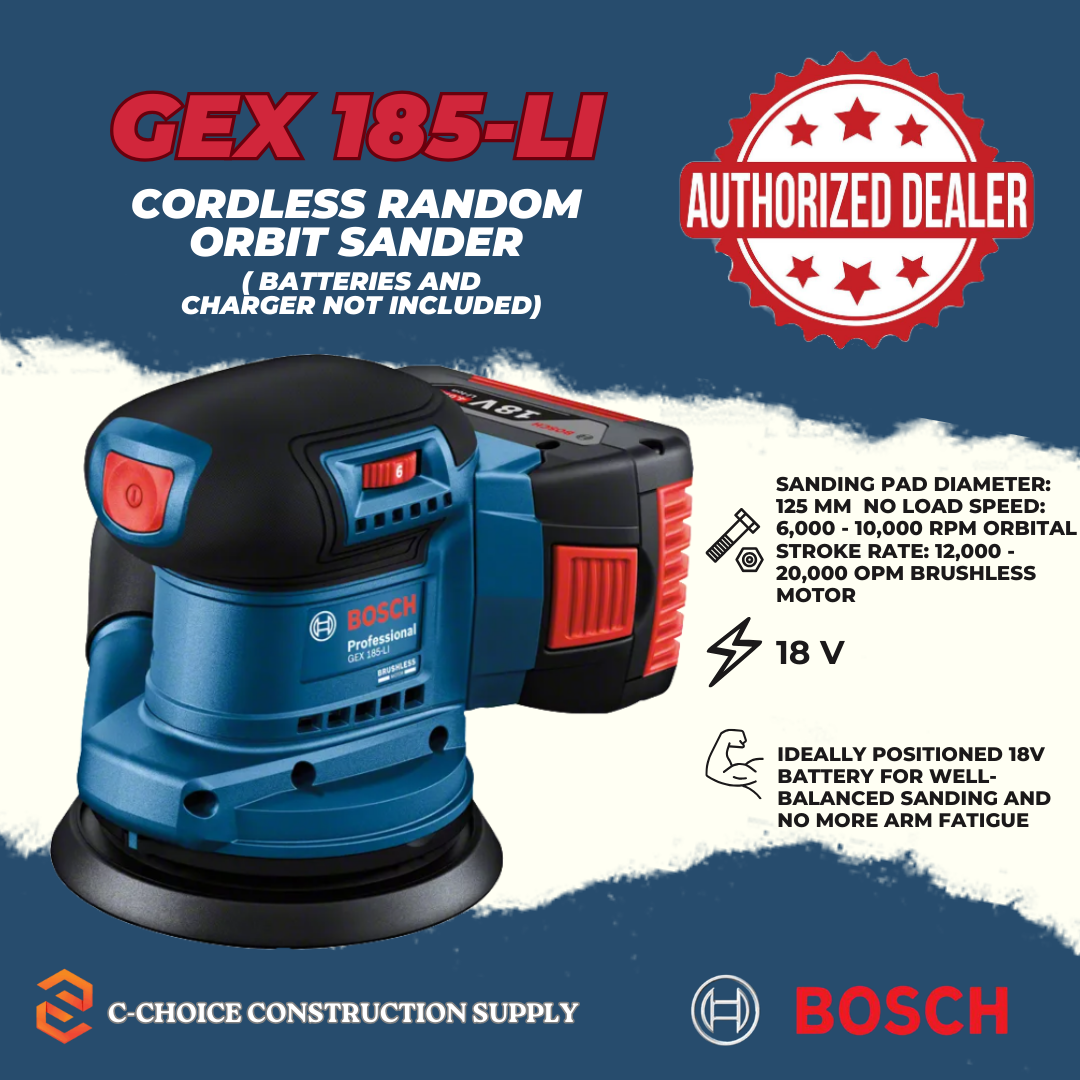 GEX 185-LI
CORDLESS RANDOM
ORBIT SANDER
( BATTERIES AND
CHARGER NOT INCLUDED)
AUTHORIZED DEALER
18V
BOSCH
6
BOSCH
Professional
GEX 185-LI
BRUSHLESS
SANDING PAD DIAMETER:
125 MM  NO LOAD SPEED:
6,000 - 10,000 RPM ORBITAL
STROKE RATE: 12,000 -
20,000 OPM BRUSHLESS
MOTOR
18 V
IDEALLY POSITIONED 18V
BATTERY FOR WELL-
BALANCED SANDING AND
NO MORE ARM FATIGUE
C-CHOICE CONSTRUCTION SUPPLY
BOSCH